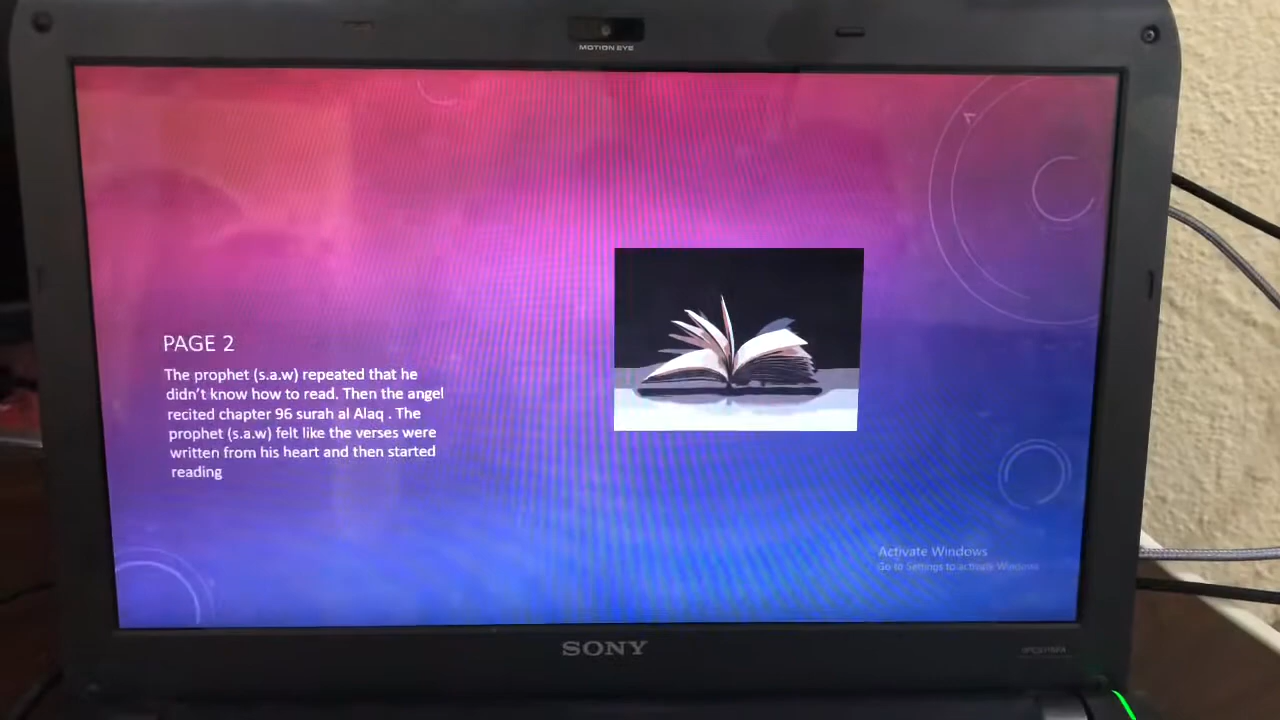 MOTION EYE
PAGE 2
The prophet (s.a.w) repeated that he
didn't know how to read. Then the angel
recited chapter 96 surah al Alaq . The
prophet (s.a.w) felt like the verses were
written from his heart and then started
reading
Activate Windows
Go to Settings to activate Windows
SONY